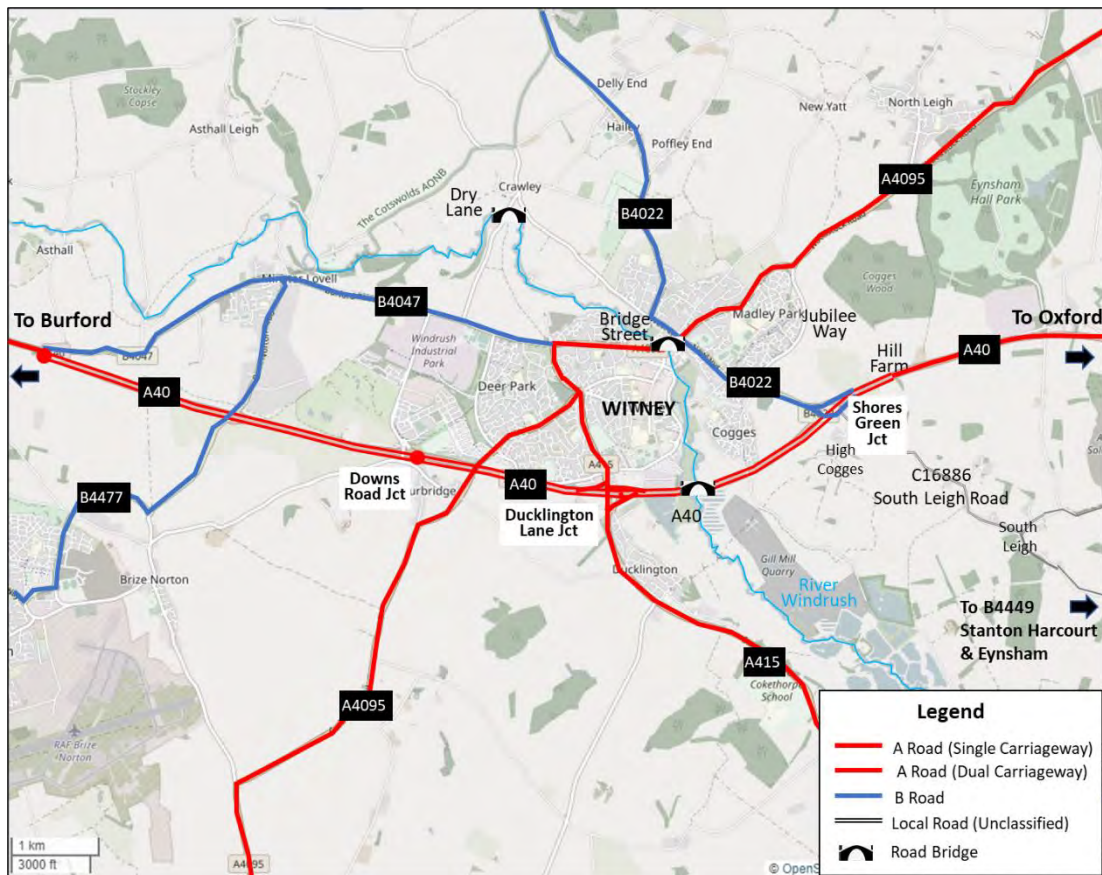 Stockley
Copse
Asthall Leigh
Delly End
Hailey
Poffley End
New Yatt
North Leigh
A4095
Eynsham
Hall Park
The Cotswolds AONB
Dry
Lane
Crawley
B4022
Asthall
Minster Lovell
Cogges
Wood
B4047
Bridge
Street
Madley Park
Jubilee
Way
To Burford
B4047
Windrush
Industrial
Park
To Oxford
A40
Hill
Farm
Deer Park
WITNEY
B4022
A40
Cogges
Shores
Green
Jct
High
Cogges
C16886
South Leigh Road
Downs
Road Jct
A40
A415
Ducklington
Lane Jct
A40
B4477
South
Leigh
Gill Mill
Quarry
Brize Norton
Ducklington
River
Windrush
To B4449
Stanton Harcourt
& Eynsham
A415
Cokethorpe
School
A4095
RAF Brize
Norton
A4095
1 km
3000 ft
Legend
A Road (Single Carriageway)
A Road (Dual Carriageway)
B Road
Local Road (Unclassified)
Road Bridge
© OpenS